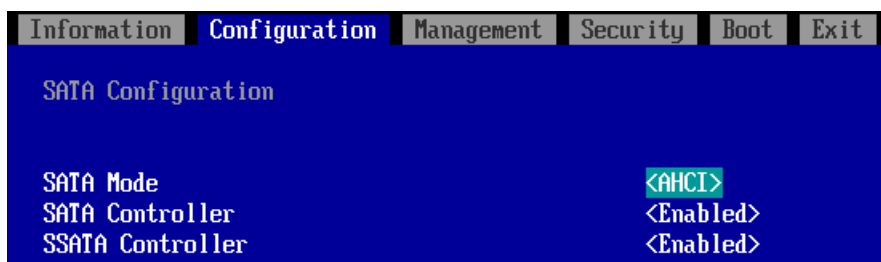 Information Configuration Management Security Boot Exit
SATA Configuration
SATA Mode <AHCI>
SATA Controller <Enabled>
SSATA Controller <Enabled>